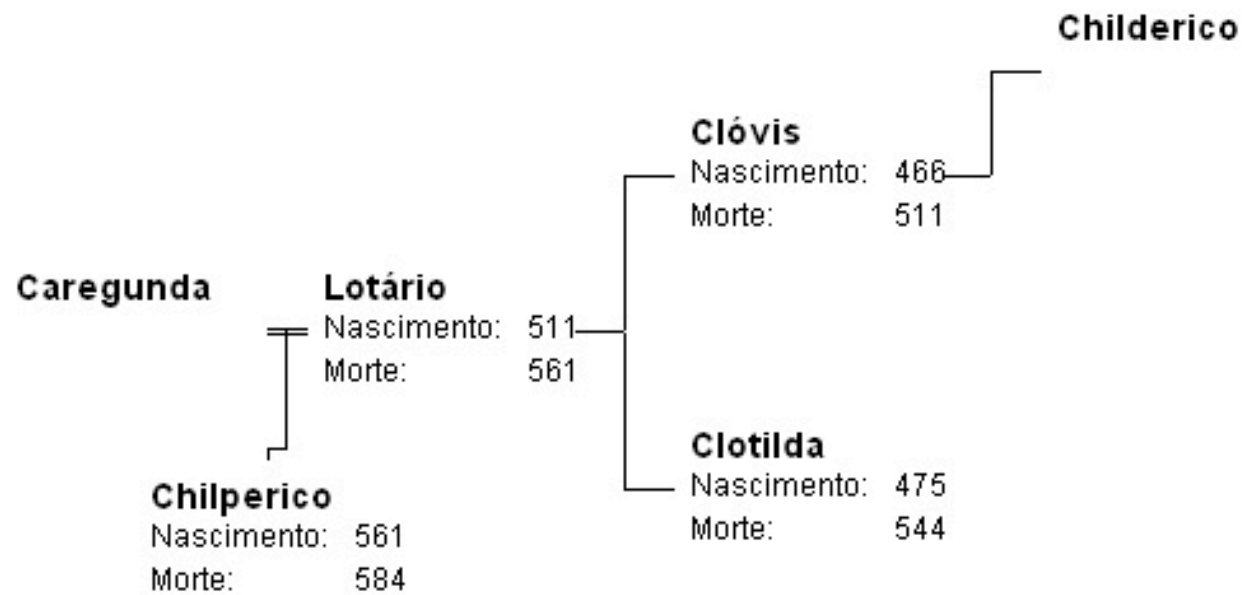 Childerico
Clóvis
Nascimento: 466
Morte: 511
Caregunda
Lotário
Nascimento: 511
Morte: 561
Clotilda
Nascimento: 475
Morte: 544
Chilperico
Nascimento: 561
Morte: 584